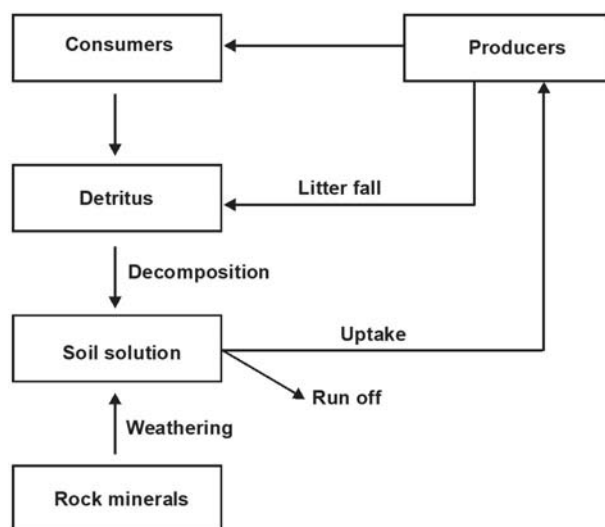 Consumers
Producers
Litter fall
Detritus
Decomposition
Uptake
Soil solution
Run off
Weathering
Rock minerals